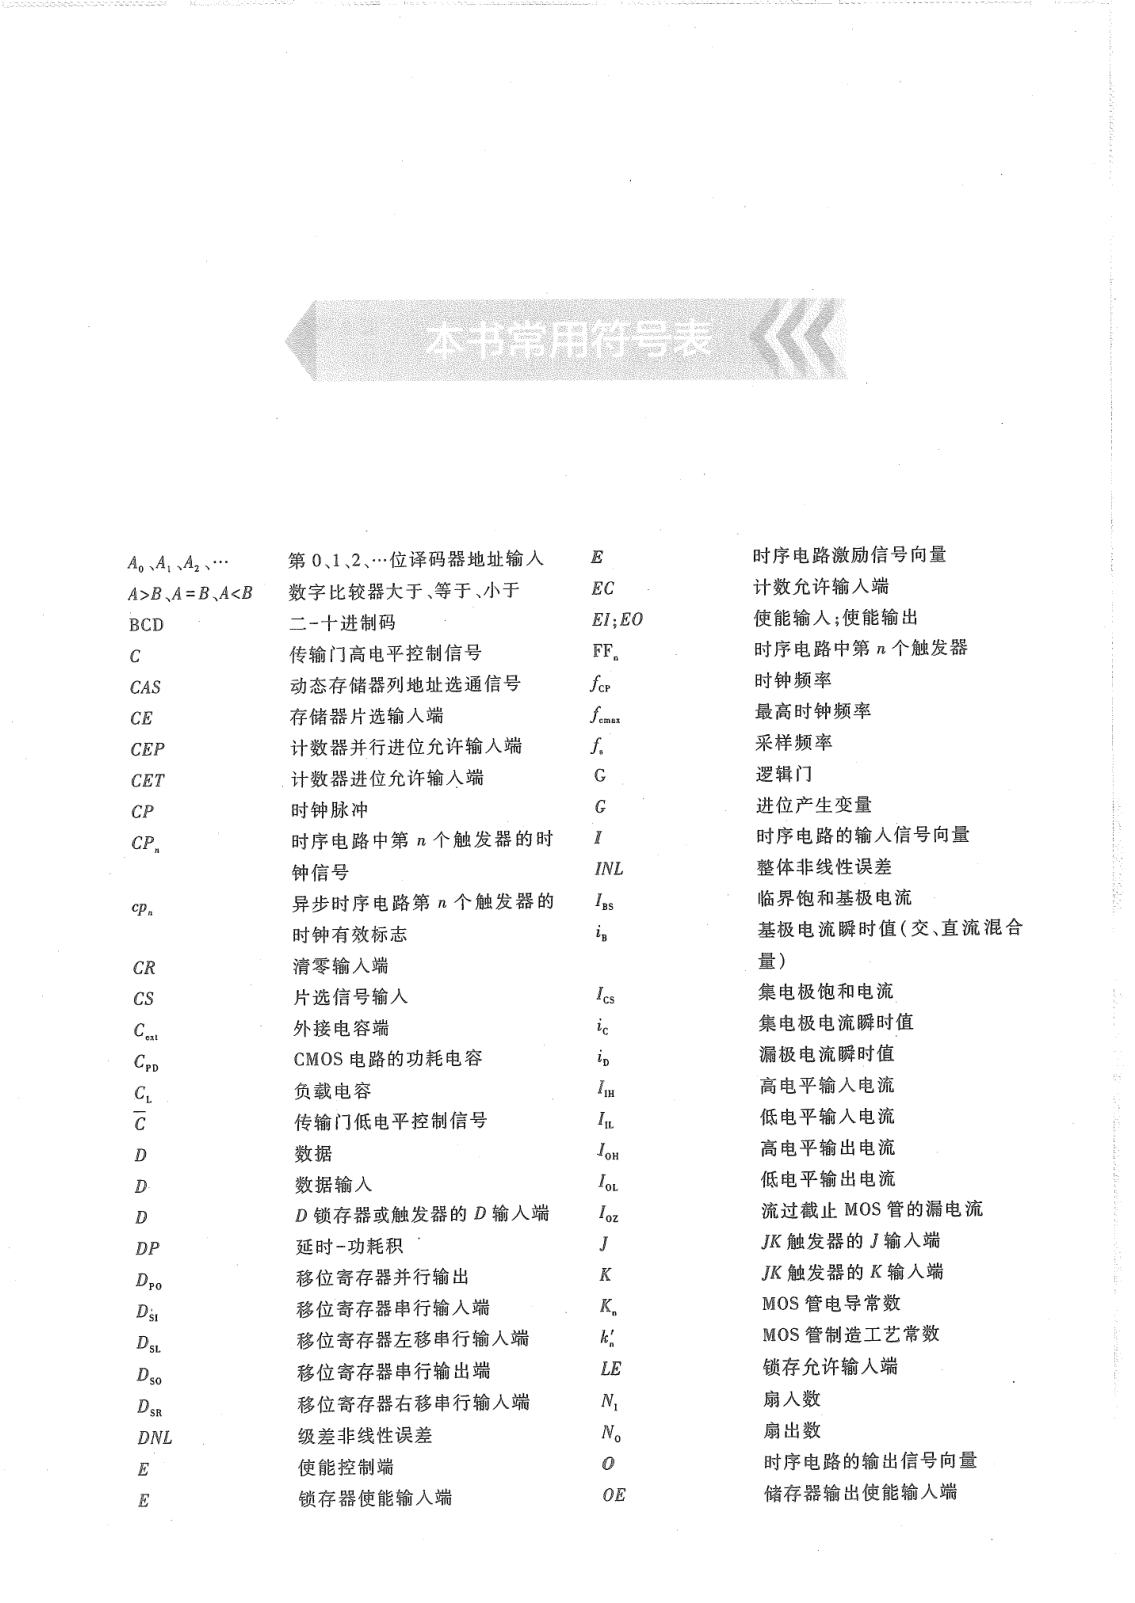 本书常用符号表
A₀、A₁、A₂、… 第0、1、2、…位译码器地址输入
A>B、A=B、A<B 数字比较器大于、等于、小于
BCD 二-十进制码
C 传输门高电平控制信号
CAS 动态存储器列地址选通信号
CE 存储器片选输入端
CEP 计数器并行进位允许输入端
CET 计数器进位允许输入端
CP 时钟脉冲
CPₙ 时序电路中第 n 个触发器的时
钟信号
cpₙ 异步时序电路第 n 个触发器的
时钟有效标志
CR 清零输入端
CS 片选信号输入
C_ext 外接电容端
C_PD CMOS 电路的功耗电容
C_L 负载电容
C̅ 传输门低电平控制信号
D 数据
D 数据输入
D D 锁存器或触发器的 D 输入端
DP 延时-功耗积
D_PO 移位寄存器并行输出
D_SI 移位寄存器串行输入端
D_SL 移位寄存器左移串行输入端
D_SO 移位寄存器串行输出端
D_SR 移位寄存器右移串行输入端
DNL 级差非线性误差
E 使能控制端
E 锁存器使能输入端
E 时序电路激励信号向量
EC 计数允许输入端
EI;EO 使能输入;使能输出
FFₙ 时序电路中第 n 个触发器
f_CP 时钟频率
f_cmax 最高时钟频率
f_s 采样频率
G 逻辑门
G 进位产生变量
I 时序电路的输入信号向量
INL 整体非线性误差
I_BS 临界饱和基极电流
i_B 基极电流瞬时值(交、直流混合
量)
I_CS 集电极饱和电流
i_C 集电极电流瞬时值
i_D 漏极电流瞬时值
I_IH 高电平输入电流
I_IL 低电平输入电流
I_OH 高电平输出电流
I_OL 低电平输出电流
I_OZ 流过截止 MOS 管的漏电流
J JK 触发器的 J 输入端
K JK 触发器的 K 输入端
Kₙ MOS 管电导常数
k′ₙ MOS 管制造工艺常数
LE 锁存允许输入端
N_I 扇入数
N_O 扇出数
O 时序电路的输出信号向量
OE 储存器输出使能输入端